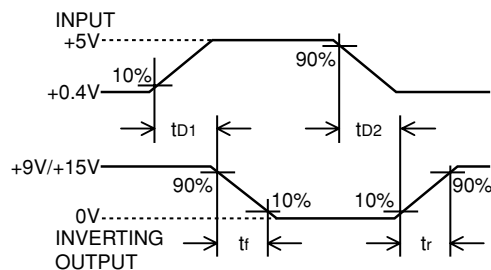 INPUT
+5V
90%
10%
+0.4V
tD1
tD2
+9V/+15V
90%
10%
10%
90%
0V
INVERTING
OUTPUT
tf
tr